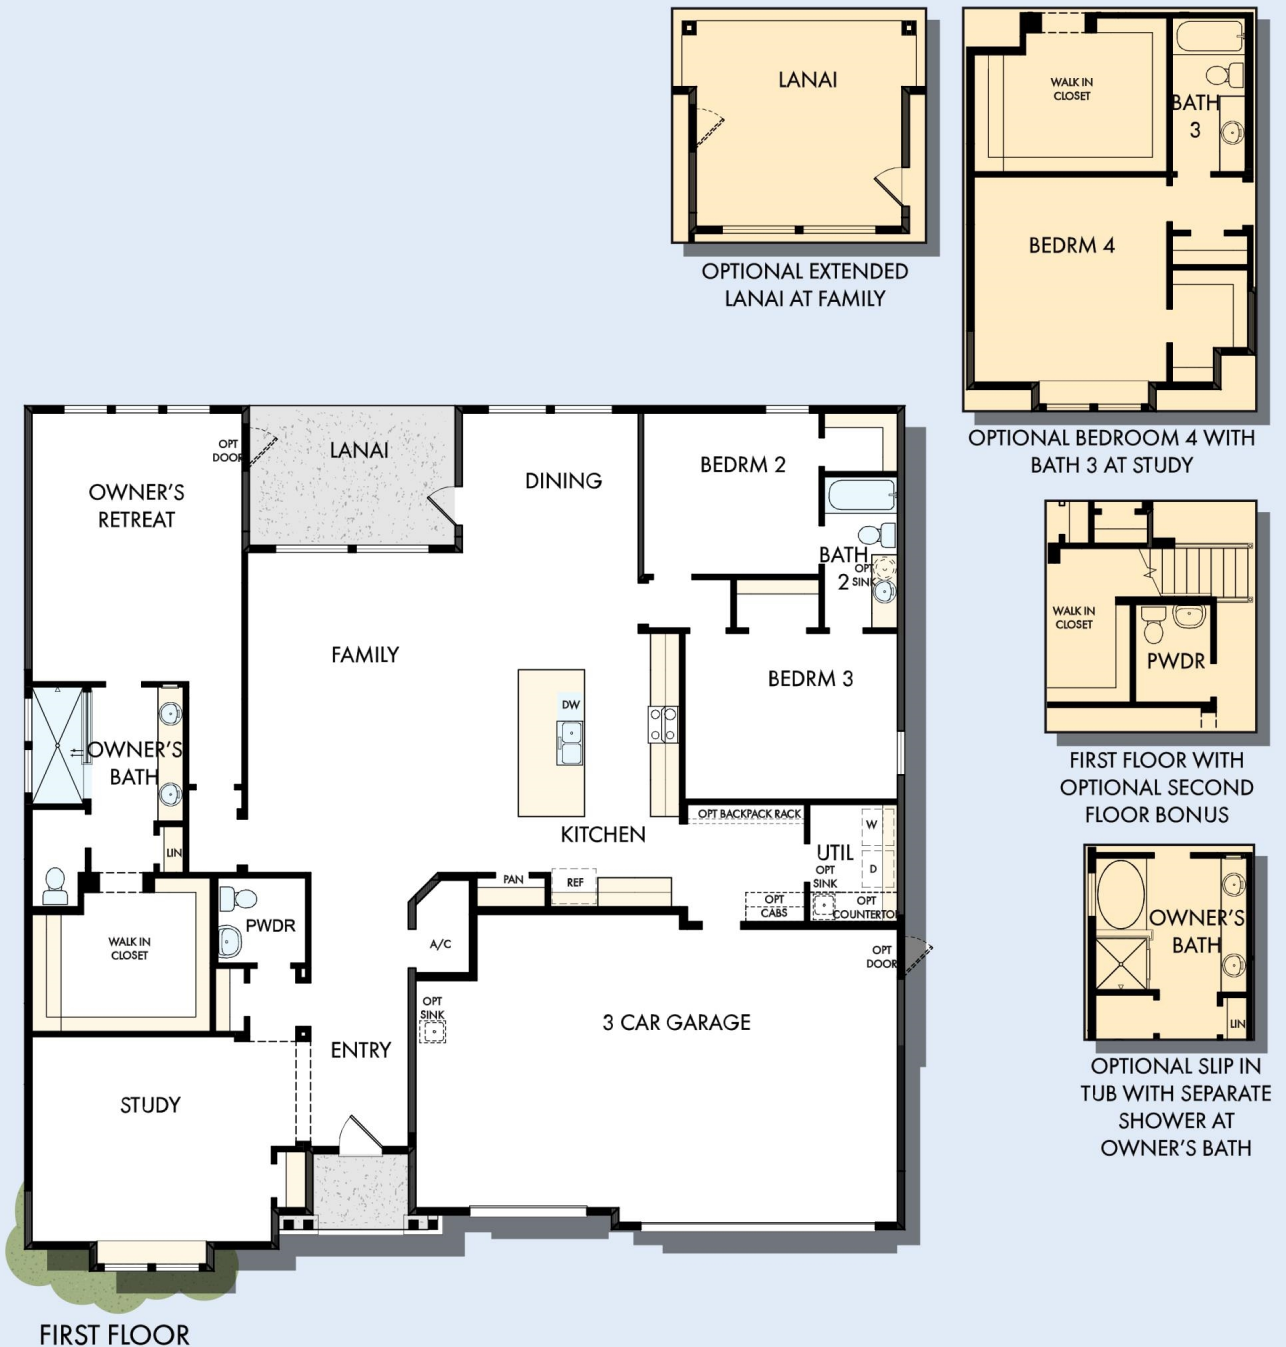 LANAI
OPTIONAL EXTENDED
LANAI AT FAMILY
WALK IN
CLOSET
BATH
3
BEDRM 4
OPTIONAL BEDROOM 4 WITH
BATH 3 AT STUDY
OWNER'S
RETREAT
OPT
DOOR
LANAI
DINING
BEDRM 2
BATH
2
OPT
SINK
FAMILY
BEDRM 3
DW
KITCHEN
OWNER'S
BATH
LIN
WALK IN
CLOSET
PWDR
PAN
REF
OPT BACKPACK RACK
UTIL
W
D
OPT
SINK
OPT
CABS
OPT
COUNTERTO
A/C
OPT
DOOR
OPT
SINK
3 CAR GARAGE
ENTRY
STUDY
WALK IN
CLOSET
PWDR
FIRST FLOOR WITH
OPTIONAL SECOND
FLOOR BONUS
OWNER'S
BATH
LIN
OPTIONAL SLIP IN
TUB WITH SEPARATE
SHOWER AT
OWNER'S BATH
FIRST FLOOR